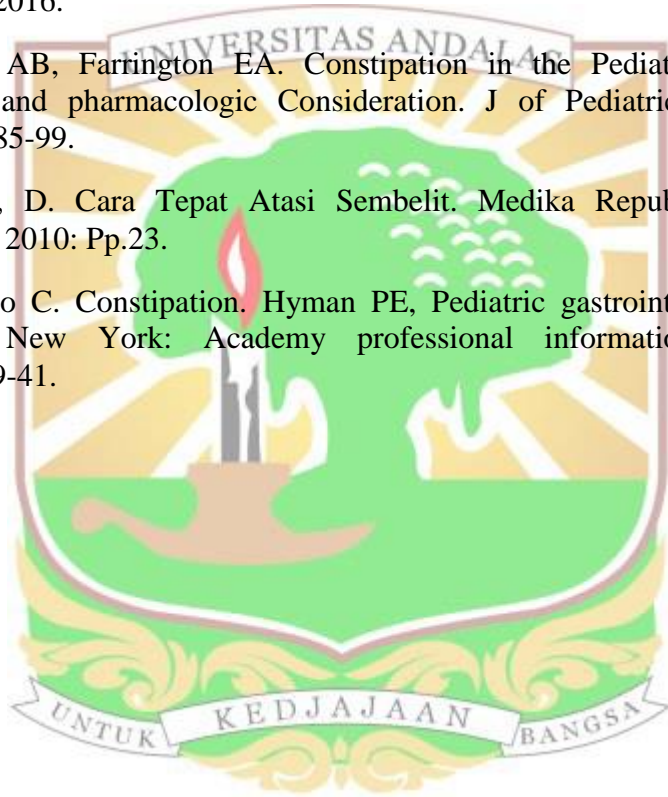 2016.
UNIVERSITAS ANDALAS
AB, Farrington EA. Constipation in the Pediat
and pharmacologic Consideration. J of Pediatric
85-99.
, D. Cara Tepat Atasi Sembelit. Medika Repub
2010: Pp.23.
o C. Constipation. Hyman PE, Pediatric gastroint
New York: Academy professional informatio
9-41.
UNTUK KEDJAJAAN BANGSA